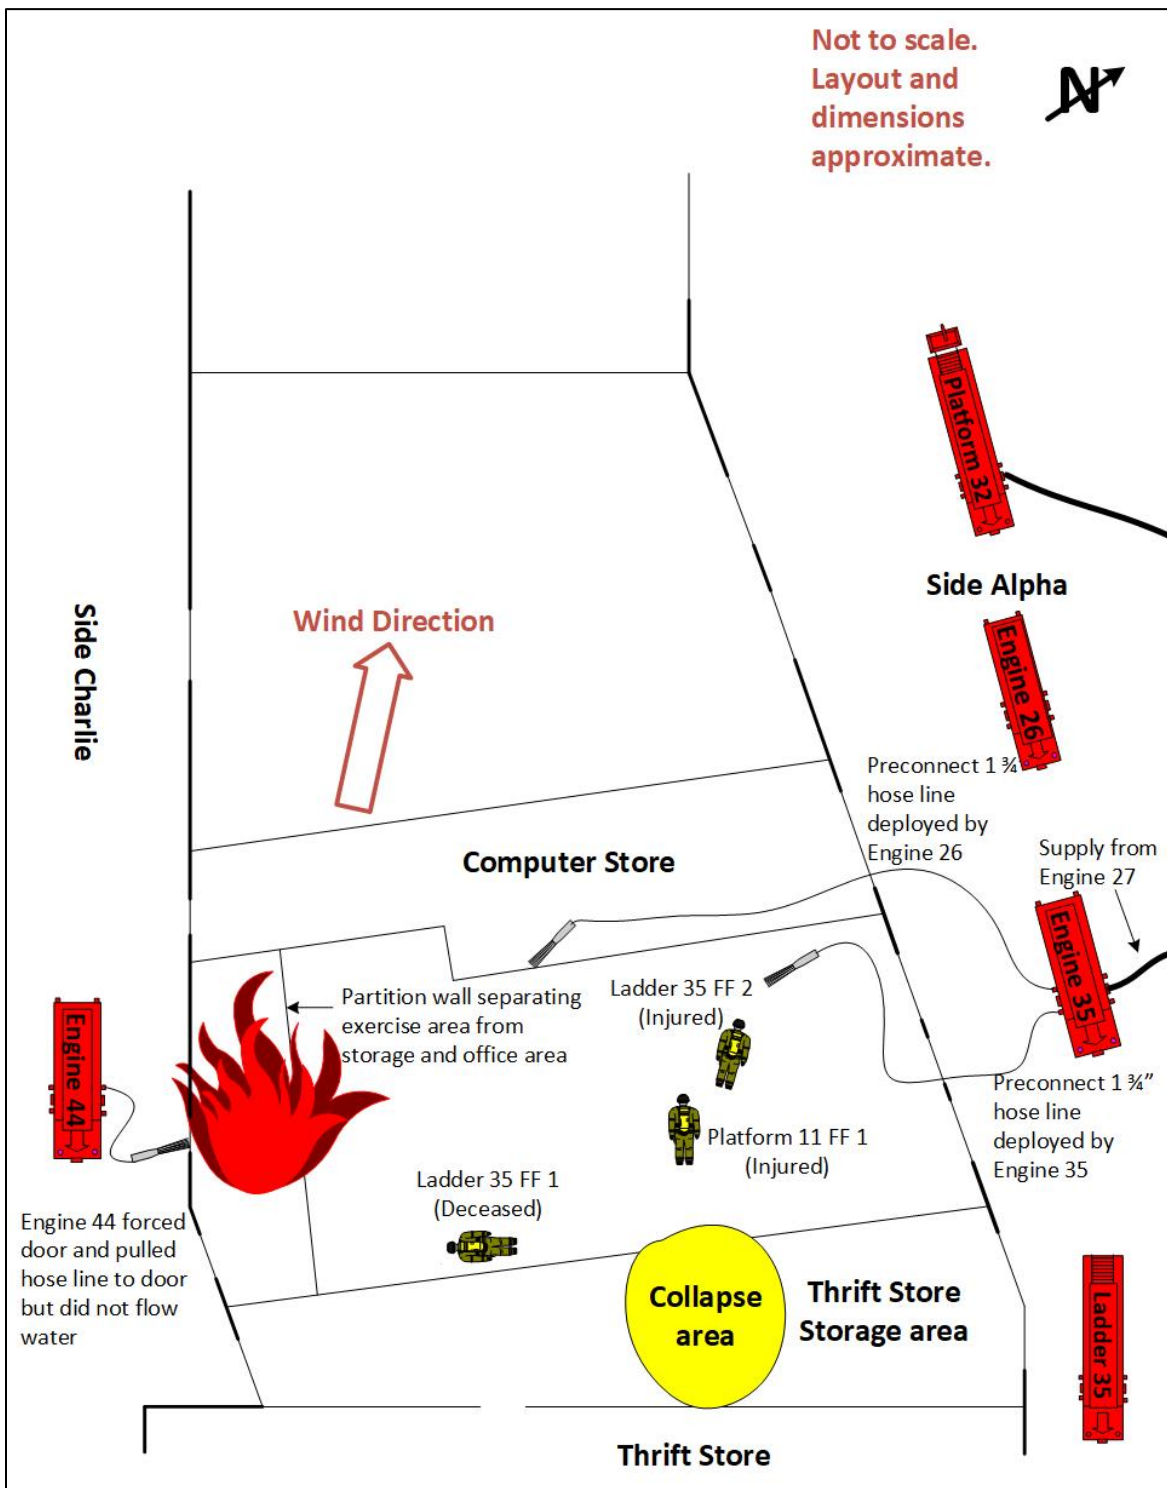 Not to scale.
Layout and
dimensions
approximate.
N
Platform 32
Side Alpha
Engine 26
Wind Direction
Side Charlie
Preconnect 1 ¾"
hose line
deployed by
Engine 26
Supply from
Engine 27
Computer Store
Engine 35
Partition wall separating
exercise area from
storage and office area
Ladder 35 FF 2
(Injured)
Engine 44
Preconnect 1 ¾”
hose line
deployed by
Engine 35
Platform 11 FF 1
(Injured)
Ladder 35 FF 1
(Deceased)
Engine 44 forced
door and pulled
hose line to door
but did not flow
water
Collapse
area
Thrift Store
Storage area
Ladder 35
Thrift Store